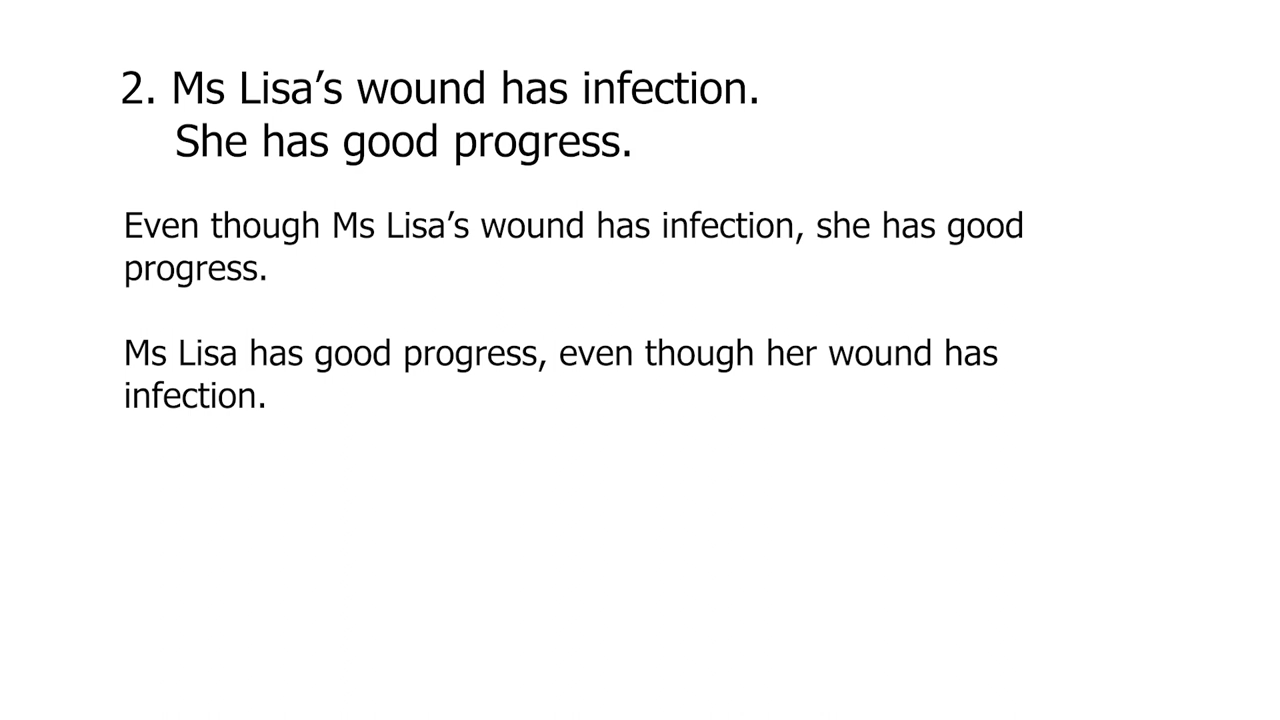 2. Ms Lisa’s wound has infection.
She has good progress.
Even though Ms Lisa’s wound has infection, she has good
progress.
Ms Lisa has good progress, even though her wound has
infection.